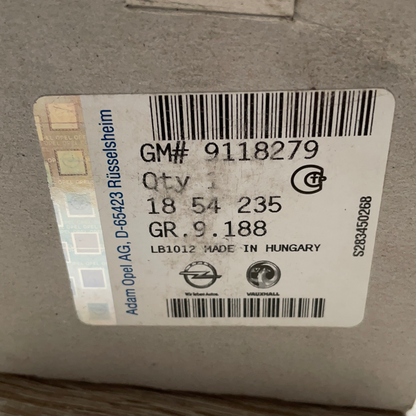 Adam Opel AG, D-65423 Rüsselsheim
GM# 9118279
Qty 1
18 54 235
GR.9.188
LB1012 MADE IN HUNGARY
VAUXHALL
S283450268